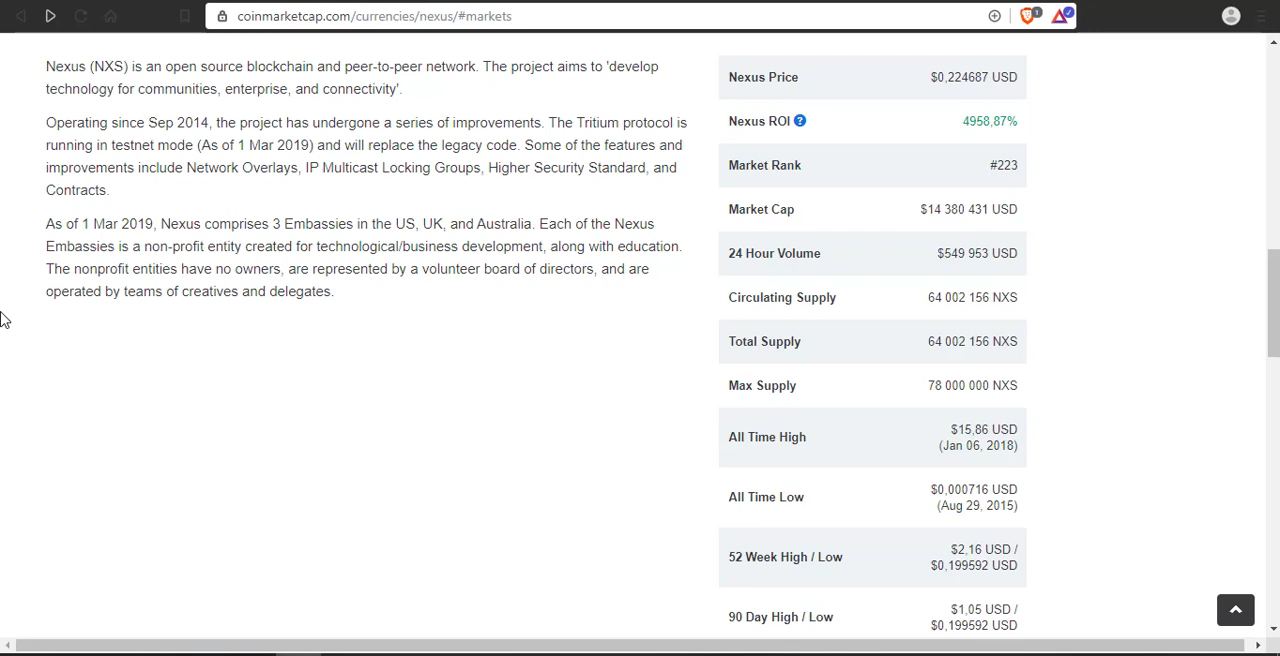 coinmarketcap.com/currencies/nexus/#markets
1
Nexus (NXS) is an open source blockchain and peer-to-peer network. The project aims to 'develop
technology for communities, enterprise, and connectivity'.
Operating since Sep 2014, the project has undergone a series of improvements. The Tritium protocol is
running in testnet mode (As of 1 Mar 2019) and will replace the legacy code. Some of the features and
improvements include Network Overlays, IP Multicast Locking Groups, Higher Security Standard, and
Contracts.
As of 1 Mar 2019, Nexus comprises 3 Embassies in the US, UK, and Australia. Each of the Nexus
Embassies is a non-profit entity created for technological/business development, along with education.
The nonprofit entities have no owners, are represented by a volunteer board of directors, and are
operated by teams of creatives and delegates.
Nexus Price $0,224687 USD
Nexus ROI ? 4958,87%
Market Rank #223
Market Cap $14 380 431 USD
24 Hour Volume $549 953 USD
Circulating Supply 64 002 156 NXS
Total Supply 64 002 156 NXS
Max Supply 78 000 000 NXS
All Time High $15,86 USD
(Jan 06, 2018)
All Time Low $0,000716 USD
(Aug 29, 2015)
52 Week High / Low $2,16 USD /
$0,199592 USD
90 Day High / Low $1,05 USD /
$0,199592 USD